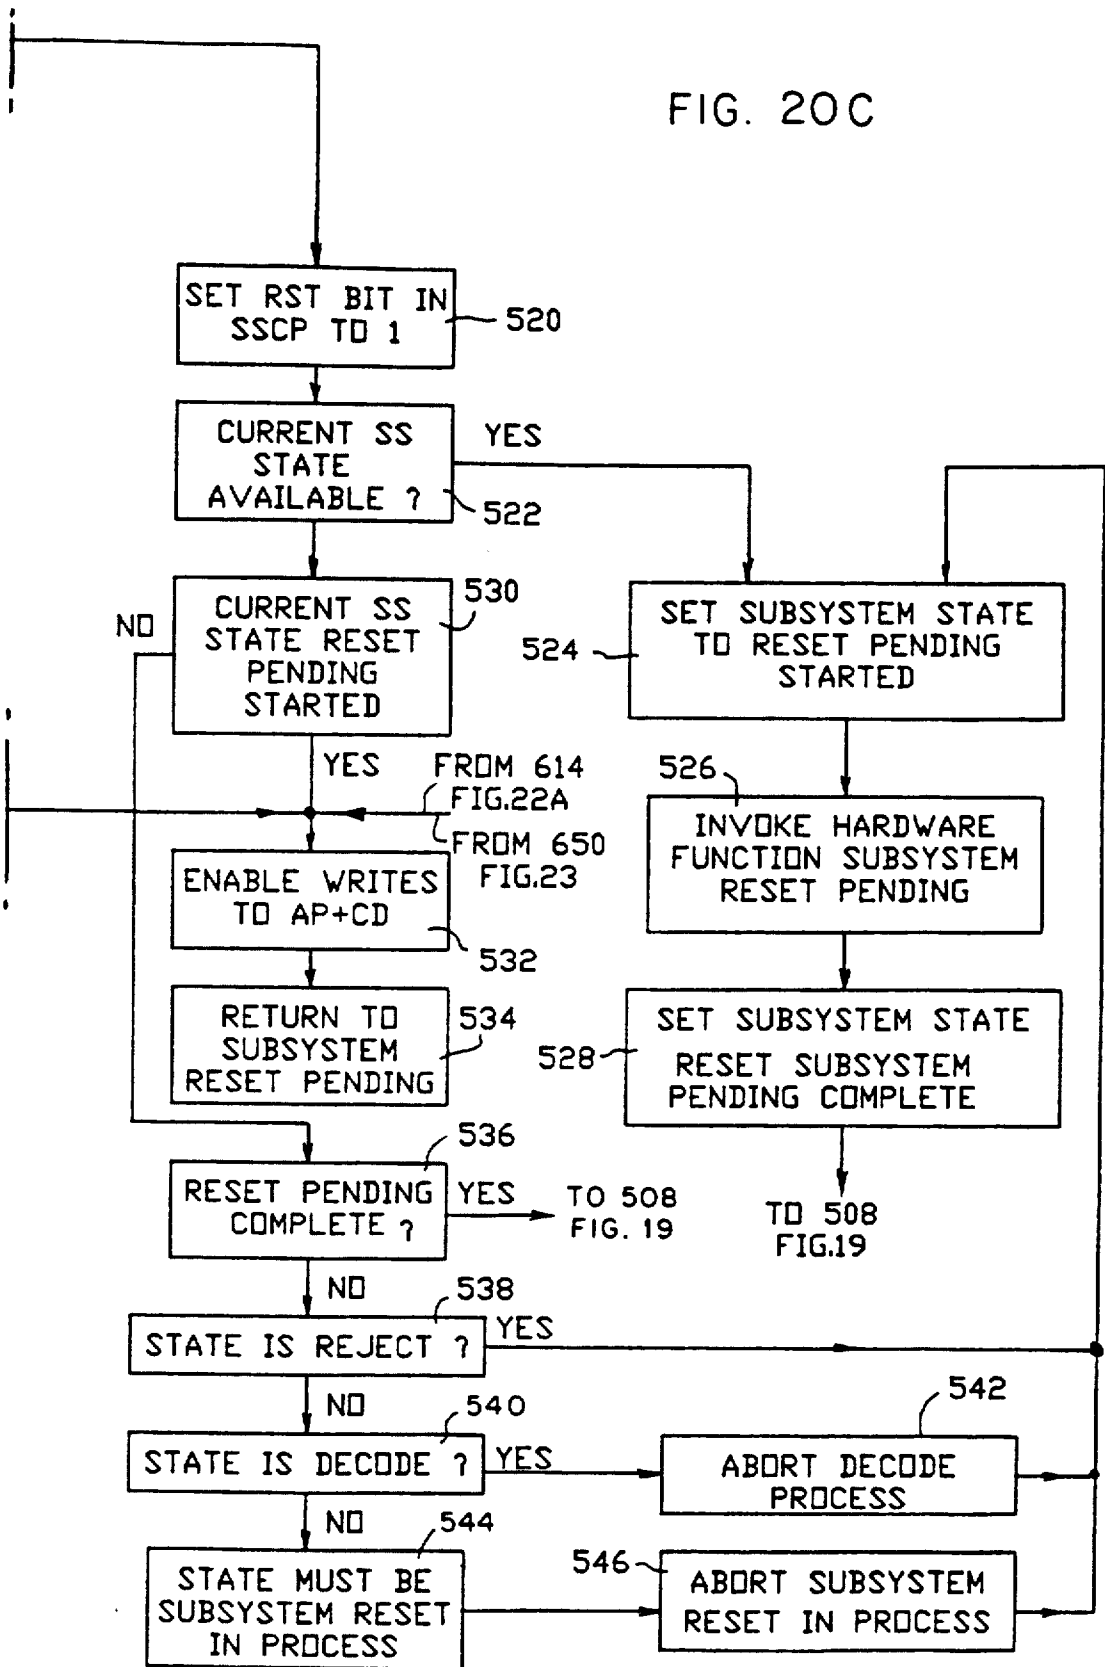 FIG. 20C
SET RST BIT IN
SSCP TO 1
520
CURRENT SS
STATE
AVAILABLE ?
522
YES
CURRENT SS
STATE RESET
PENDING
STARTED
530
NO
YES
SET SUBSYSTEM STATE
TO RESET PENDING
STARTED
524
FROM 614
FIG.22A
FROM 650
FIG.23
526
INVOKE HARDWARE
FUNCTION SUBSYSTEM
RESET PENDING
ENABLE WRITES
TO AP+CD
532
RETURN TO
SUBSYSTEM
RESET PENDING
534
SET SUBSYSTEM STATE
RESET SUBSYSTEM
PENDING COMPLETE
528
TO 508
FIG.19
536
RESET PENDING
COMPLETE ?
YES
TO 508
FIG. 19
NO
538
STATE IS REJECT ?
YES
NO
540
STATE IS DECODE ?
YES
542
ABORT DECODE
PROCESS
NO
544
STATE MUST BE
SUBSYSTEM RESET
IN PROCESS
546
ABORT SUBSYSTEM
RESET IN PROCESS